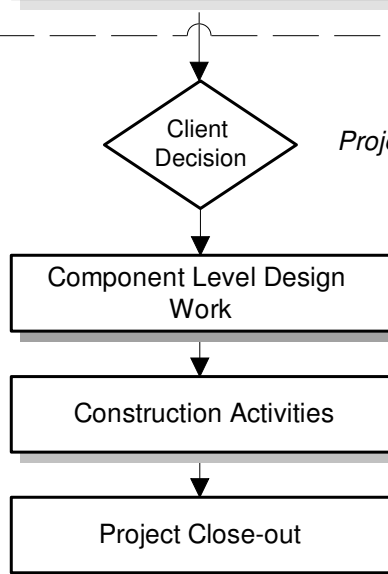 Client
Decision
Component Level Design
Work
Construction Activities
Project Close-out